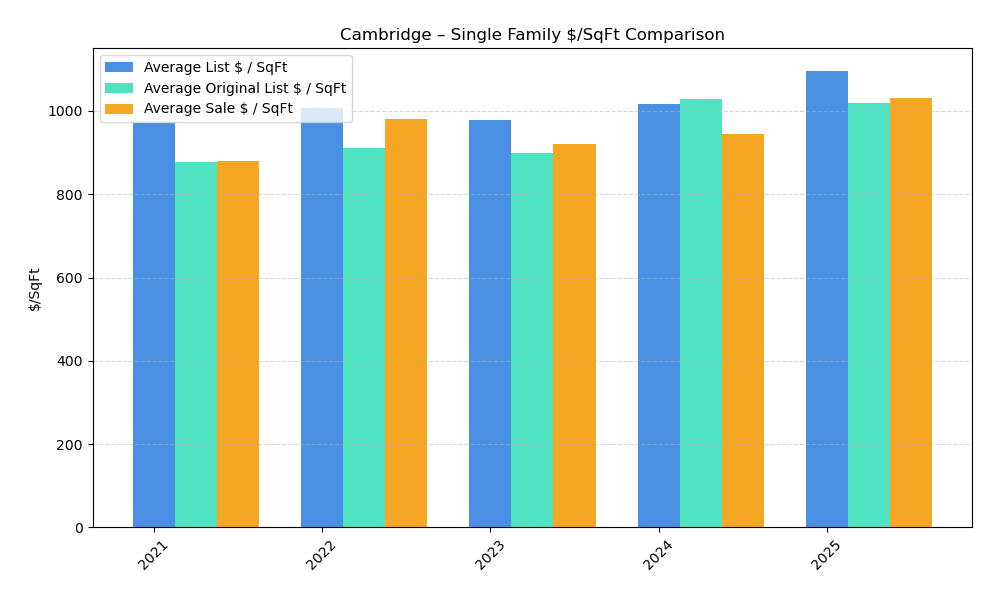 Cambridge – Single Family $/SqFt Comparison
Average List $ / SqFt
Average Original List $ / SqFt
Average Sale $ / SqFt
$/SqFt
1000
800
600
400
200
0
2021
2022
2023
2024
2025